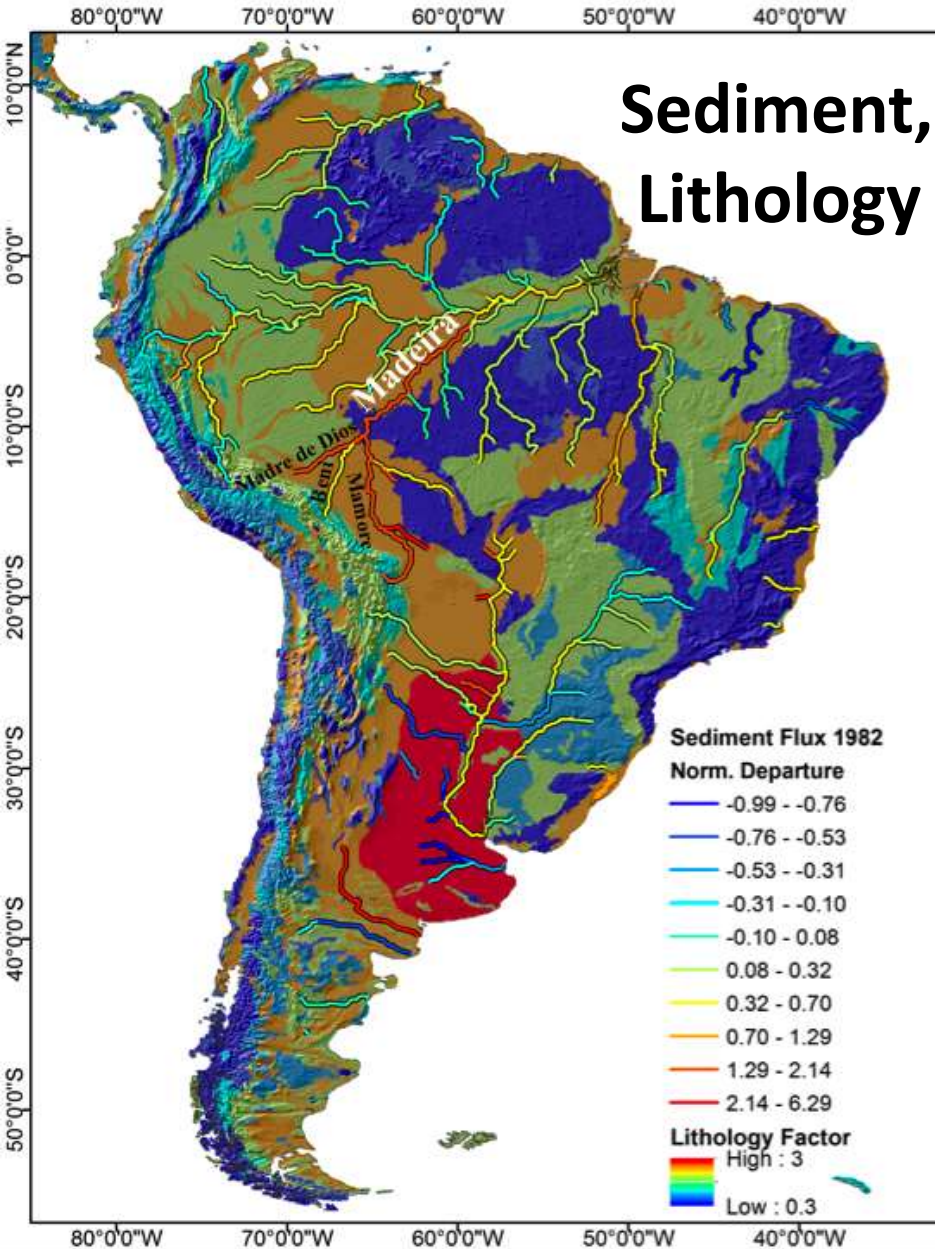 80°0'0"W 70°0'0"W 60°0'0"W 50°0'0"W 40°0'0"W
Sediment,
Lithology
10°0'0"N
0°0'0"
10°0'0"S
20°0'0"S
30°0'0"S
40°0'0"S
50°0'0"S
Madeira
Madre de Dios
Beni
Mamore
Sediment Flux 1982
Norm. Departure
-0.99 - -0.76
-0.76 - -0.53
-0.53 - -0.31
-0.31 - -0.10
-0.10 - 0.08
0.08 - 0.32
0.32 - 0.70
0.70 - 1.29
1.29 - 2.14
2.14 - 6.29
Lithology Factor
High : 3
Low : 0.3
80°0'0"W 70°0'0"W 60°0'0"W 50°0'0"W 40°0'0"W